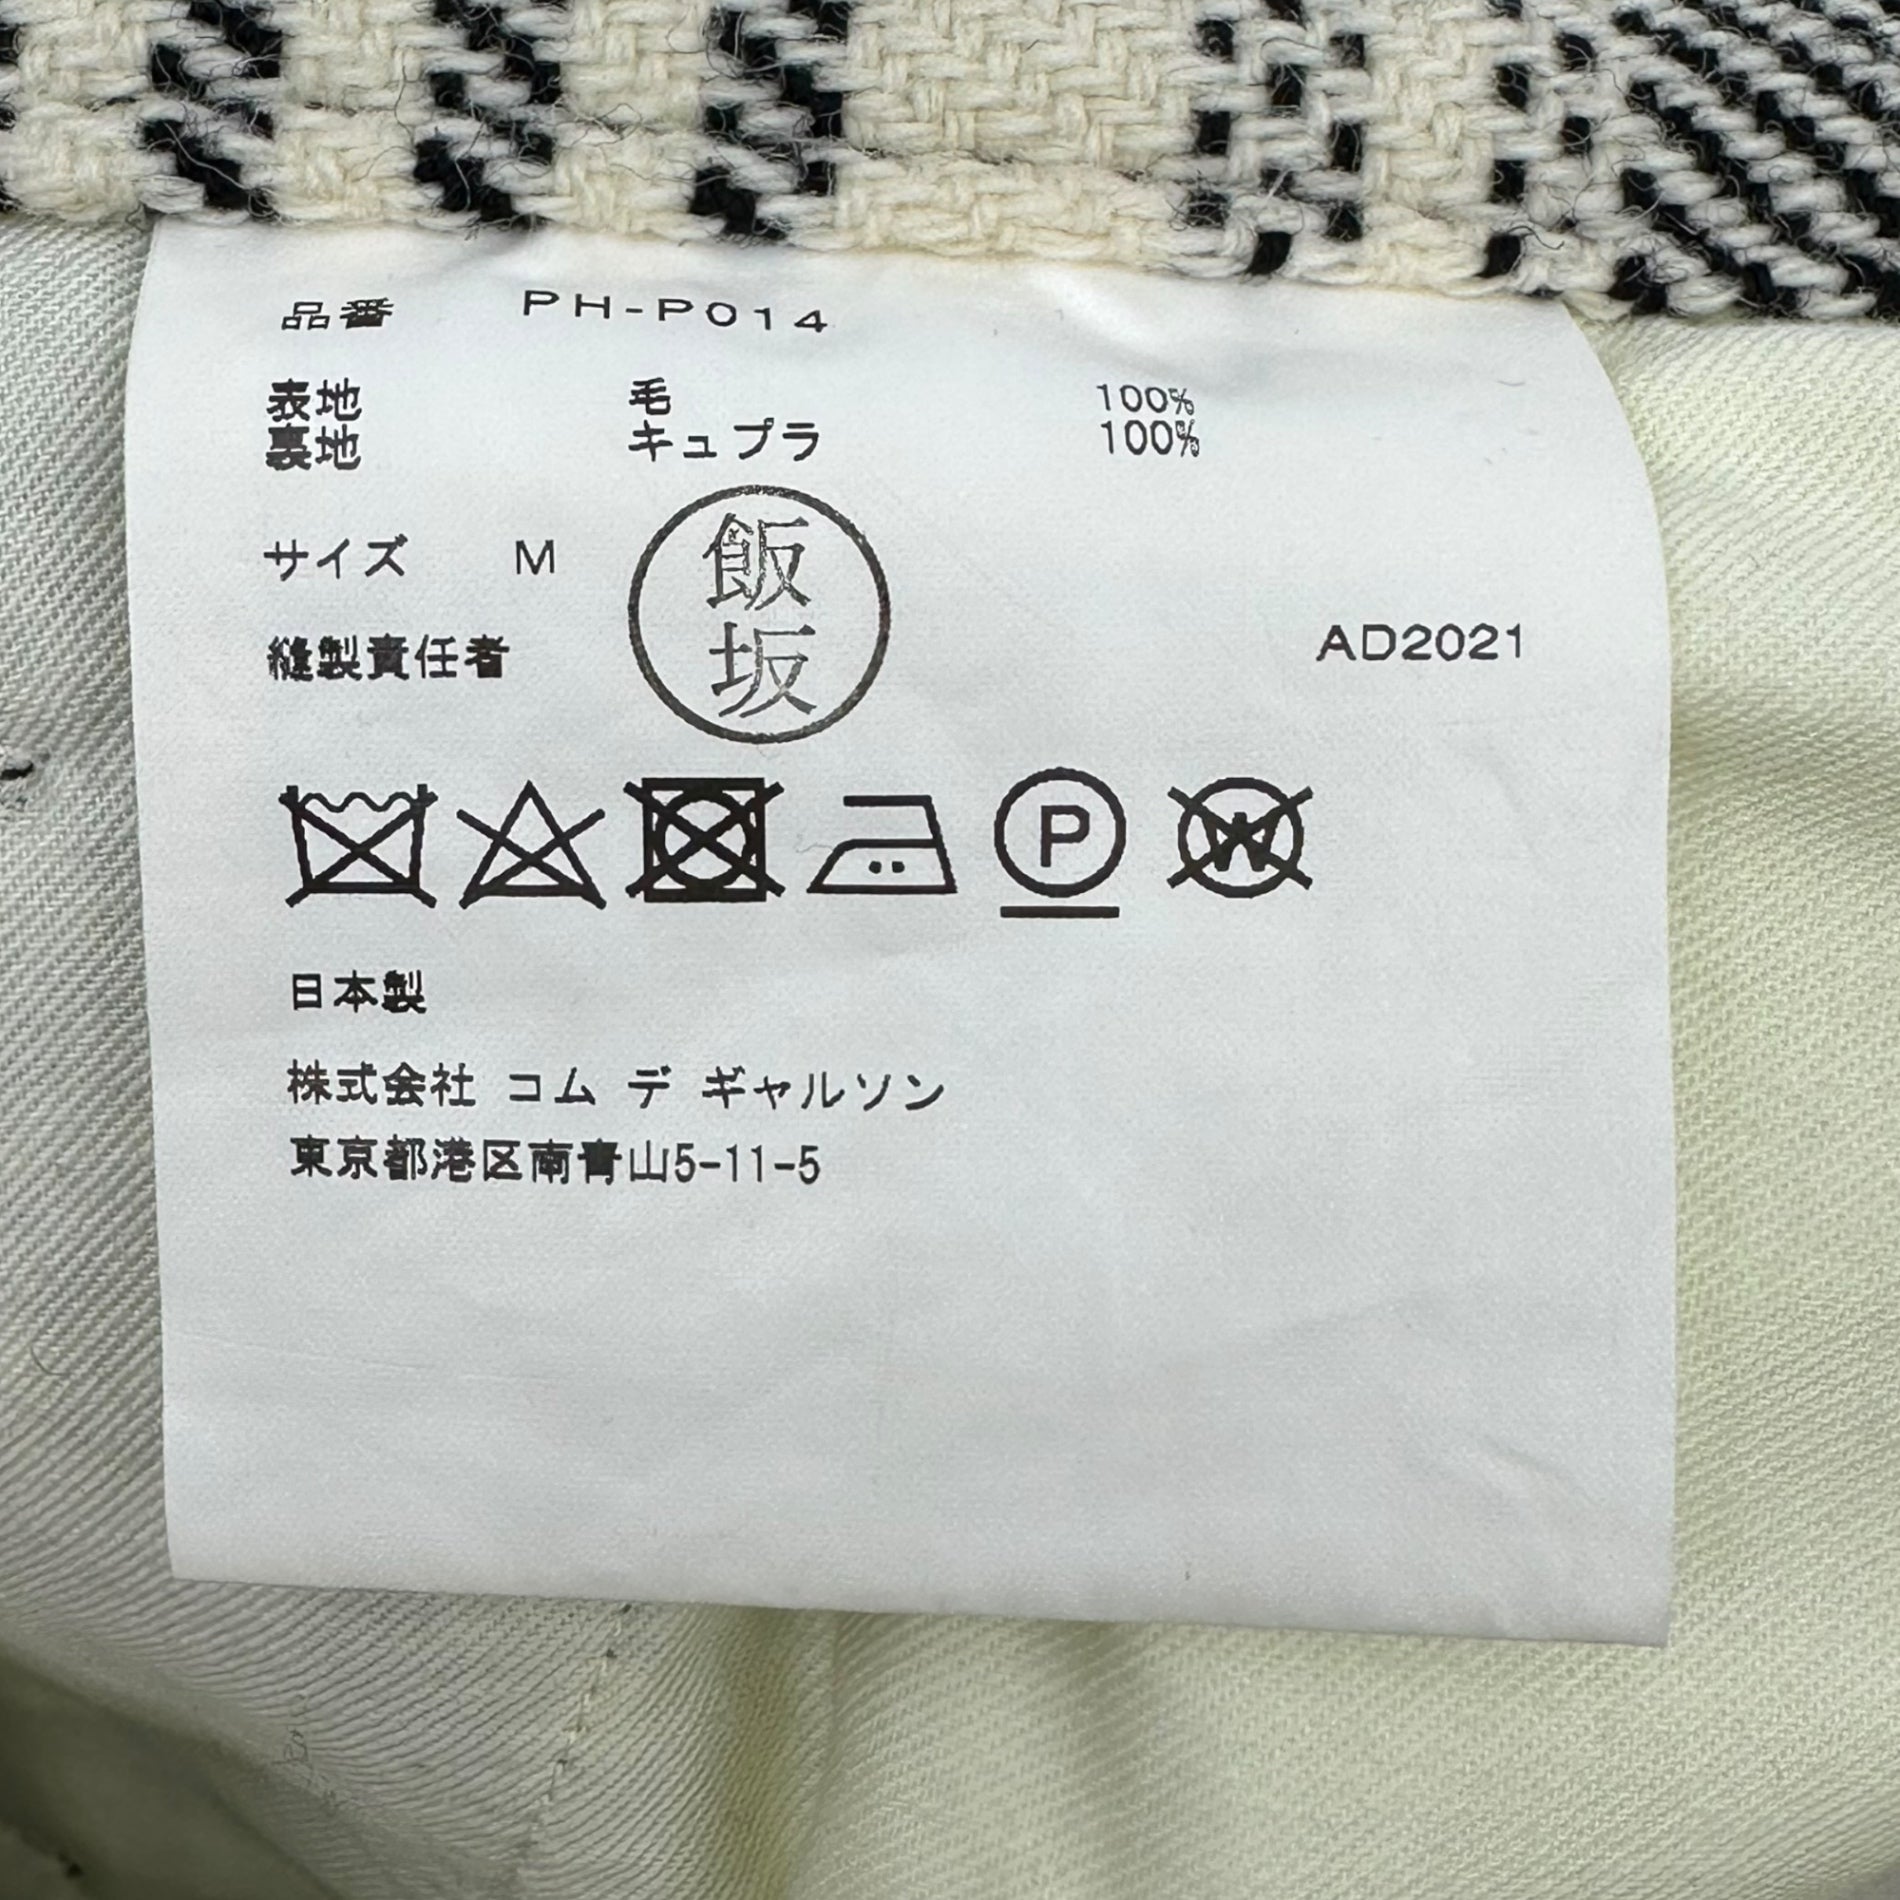 品番 PH-P014
表地 毛 100%
裏地 キュプラ 100%
サイズ M
飯坂
縫製責任者
AD2021
P
W
日本製
株式会社 コム デ ギャルソン
東京都港区南青山5-11-5